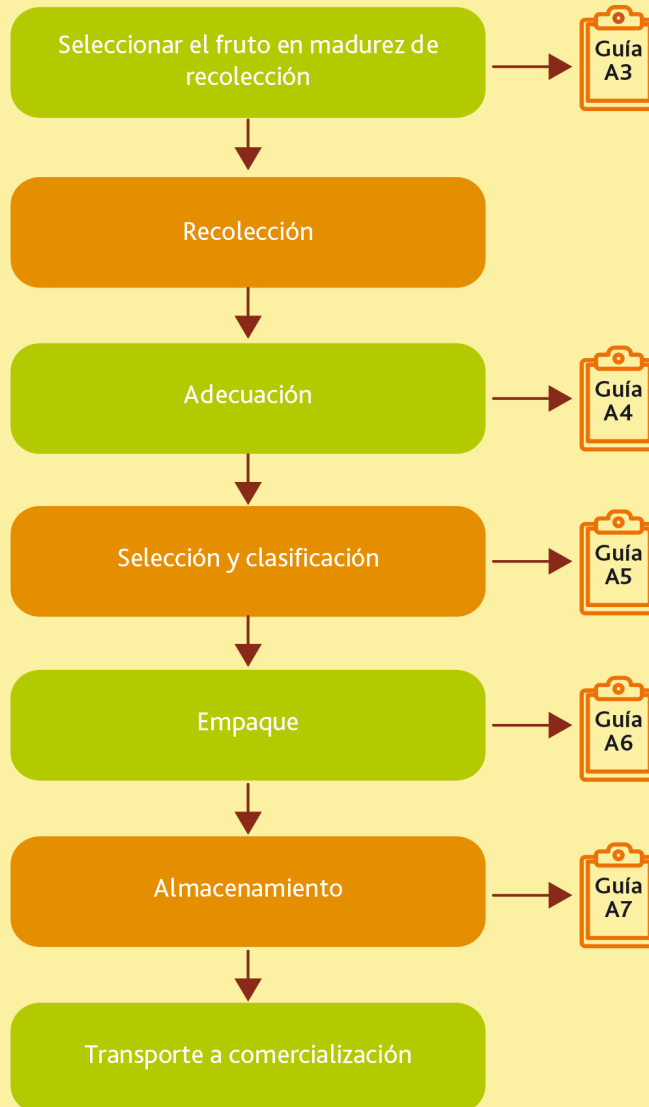 Seleccionar el fruto en madurez de
recolección
Guía
A3
Recolección
Adecuación
Guía
A4
Selección y clasificación
Guía
A5
Empaque
Guía
A6
Almacenamiento
Guía
A7
Transporte a comercialización